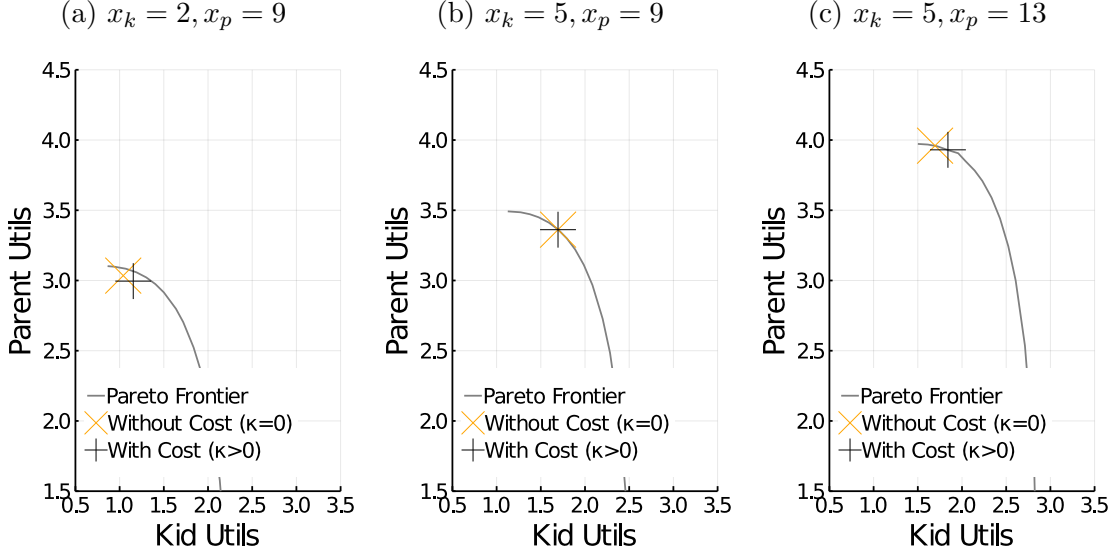 (a) x_k = 2, x_p = 9
(b) x_k = 5, x_p = 9
(c) x_k = 5, x_p = 13
Parent Utils
4.5
4.0
3.5
3.0
2.5
2.0
1.5
Pareto Frontier
Without Cost (κ=0)
With Cost (κ>0)
0.5 1.0 1.5 2.0 2.5 3.0 3.5
Kid Utils
Parent Utils
4.5
4.0
3.5
3.0
2.5
2.0
1.5
Pareto Frontier
Without Cost (κ=0)
With Cost (κ>0)
0.5 1.0 1.5 2.0 2.5 3.0 3.5
Kid Utils
Parent Utils
4.5
4.0
3.5
3.0
2.5
2.0
1.5
Pareto Frontier
Without Cost (κ=0)
With Cost (κ>0)
0.5 1.0 1.5 2.0 2.5 3.0 3.5
Kid Utils